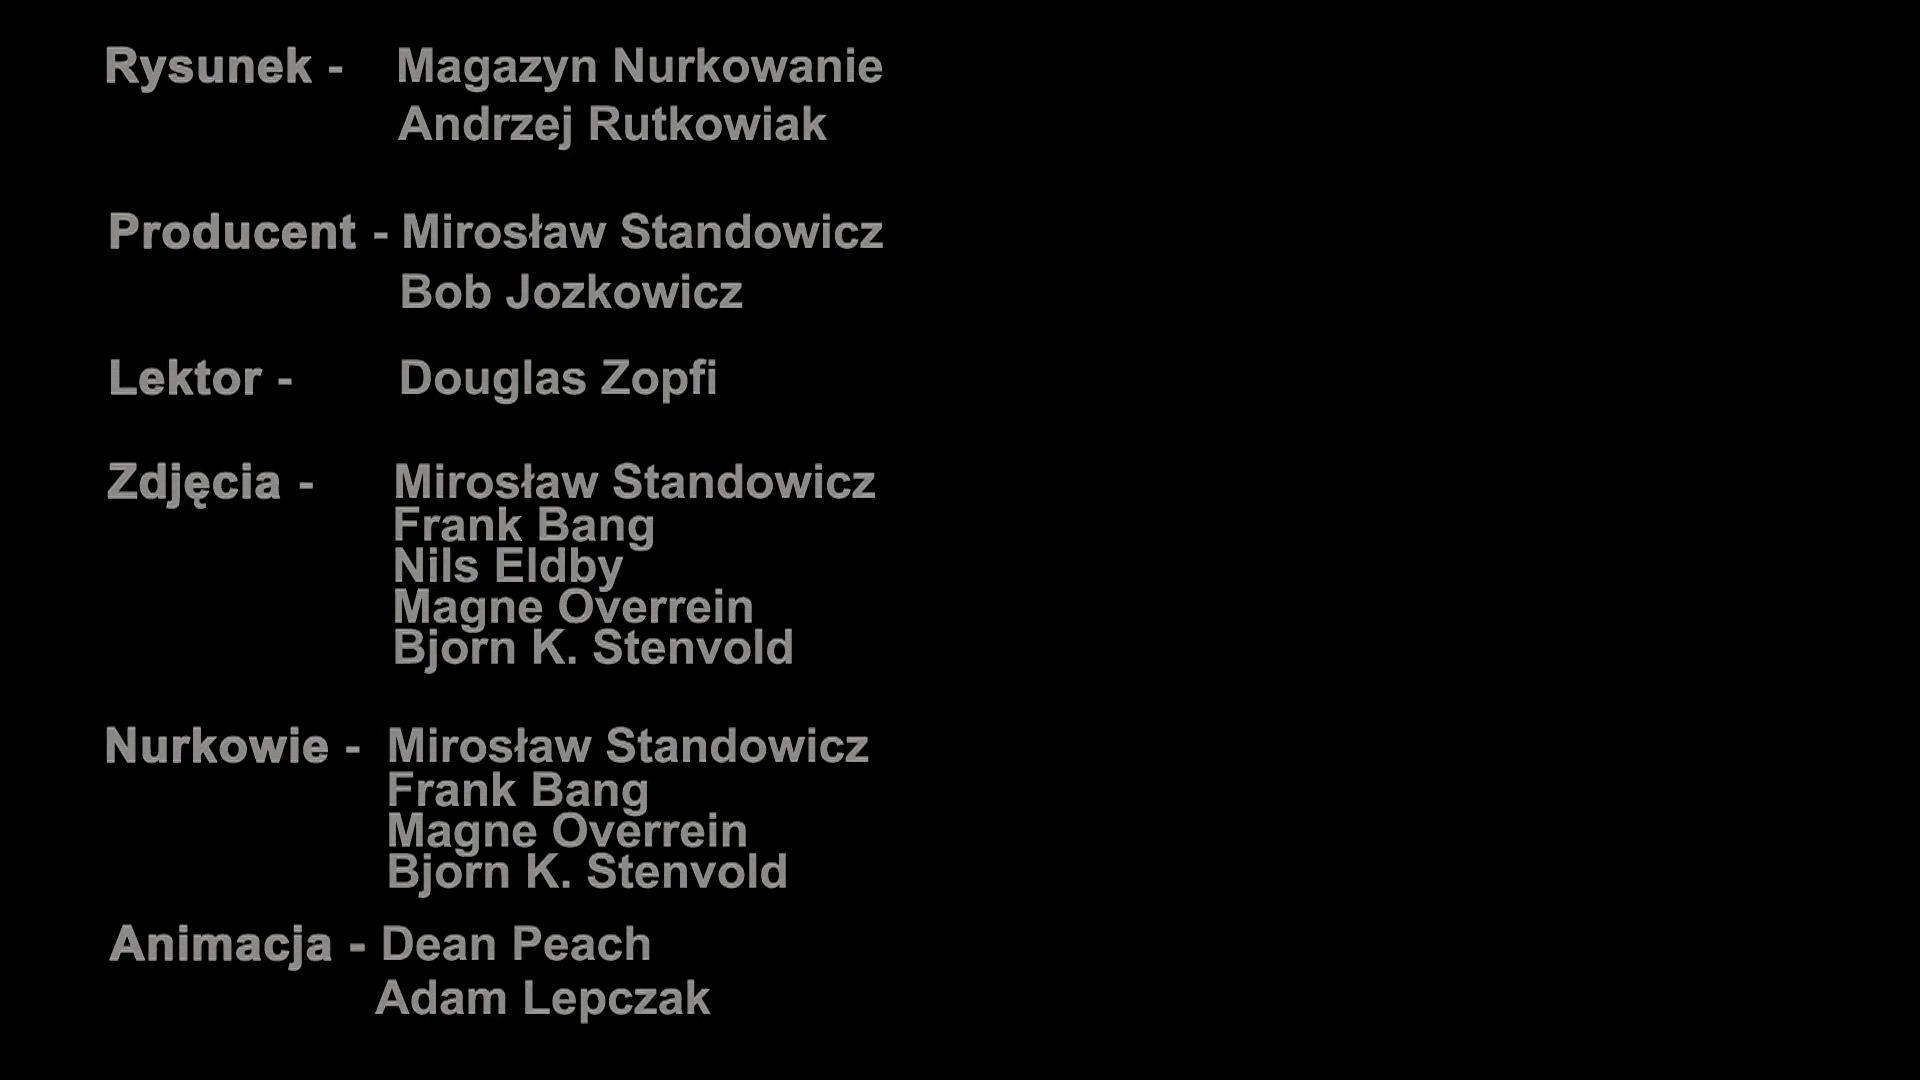 Rysunek - Magazyn Nurkowanie
Andrzej Rutkowiak
Producent - Mirosław Standowicz
Bob Jozkowicz
Lektor - Douglas Zopfi
Zdjęcia - Mirosław Standowicz
Frank Bang
Nils Eldby
Magne Overrein
Bjorn K. Stenvold
Nurkowie - Mirosław Standowicz
Frank Bang
Magne Overrein
Bjorn K. Stenvold
Animacja - Dean Peach
Adam Lepczak